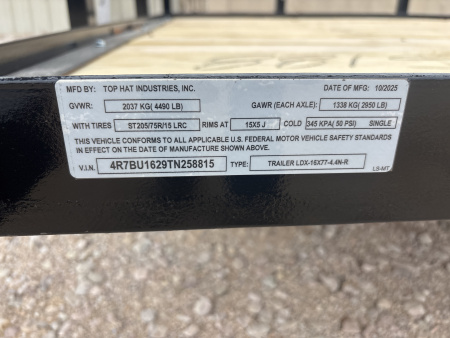 MFD BY: TOP HAT INDUSTRIES, INC. DATE OF MFG: 10/2025
GVWR: 2037 KG( 4490 LB) GAWR (EACH AXLE): 1338 KG( 2950 LB)
WITH TIRES ST205/75R/15 LRC RIMS AT 15X5 J COLD 345 KPA( 50 PSI) SINGLE
THIS VEHICLE CONFORMS TO ALL APPLICABLE U.S. FEDERAL MOTOR VEHICLE SAFETY STANDARDS
IN EFFECT ON THE DATE OF MANUFACTURE SHOWN ABOVE.
V.I.N. 4R7BU1629TN258815 TYPE: TRAILER LDX-16X77-4.4N-R